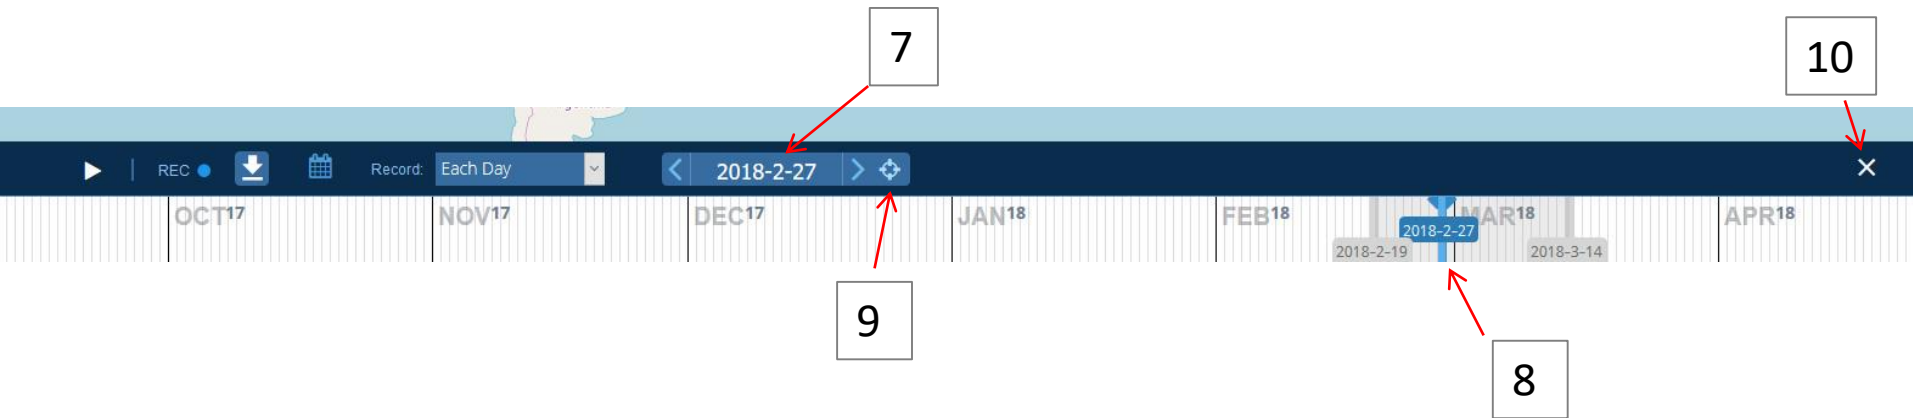 7
10
REC
Record: Each Day
2018-2-27
OCT17
NOV17
DEC17
JAN18
FEB18
MAR18
APR18
2018-2-27
2018-2-19
2018-3-14
9
8